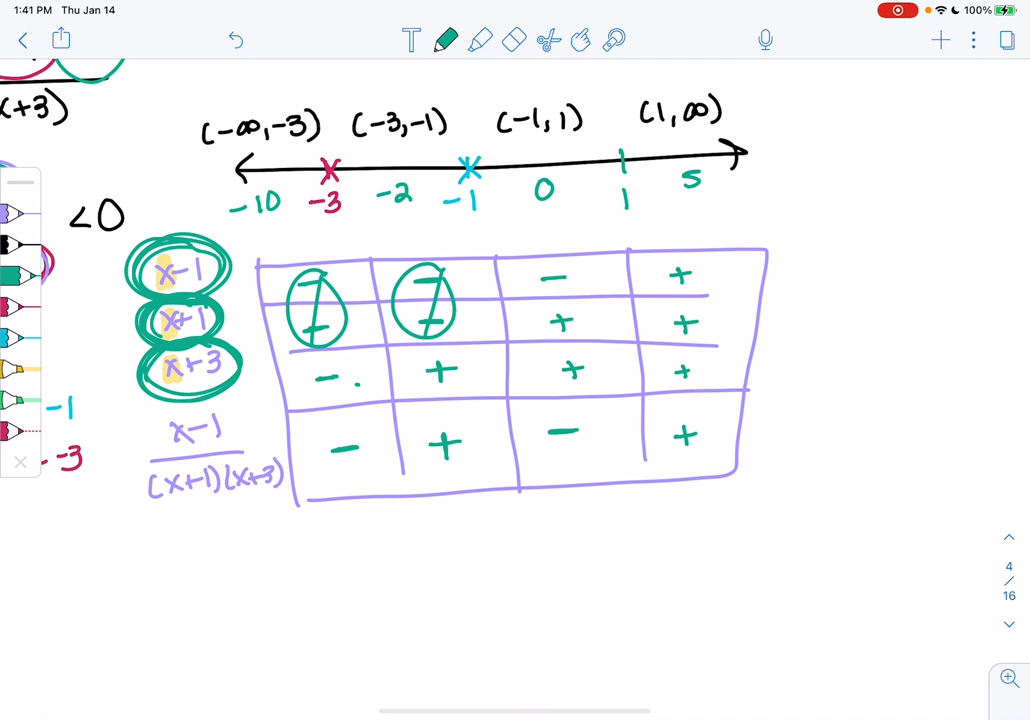 1:41 PM Thu Jan 14
100%
T
x+3)
(-∞,-3) (-3,-1) (-1,1) (1,∞)
-10 -3 -2 -1 0 1 5
<0
x-1 - - - +
x+1 - - + +
x+3 - . + + +
-1
-3
x-1
(x+1)(x+3)
- + - +
4
/
16